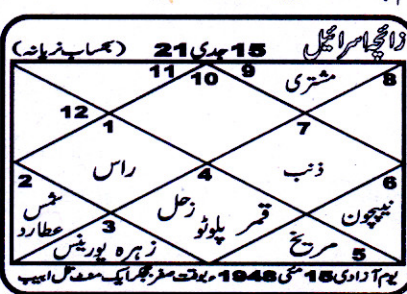 زائچہ اسرائیل
15 جدی 21 (بحساب نریانہ)
11 10 9
مشتری 8
12
1 7
راس
ذنب
2 4 6
شمس
عطارد
زحل
پلوٹو
قمر
نیپچون
3 5
زہرہ یورینس
مریخ
یوم آزادی 15 مئی 1948ء بوقت صفر بجکر ایک منٹ تل ابیب